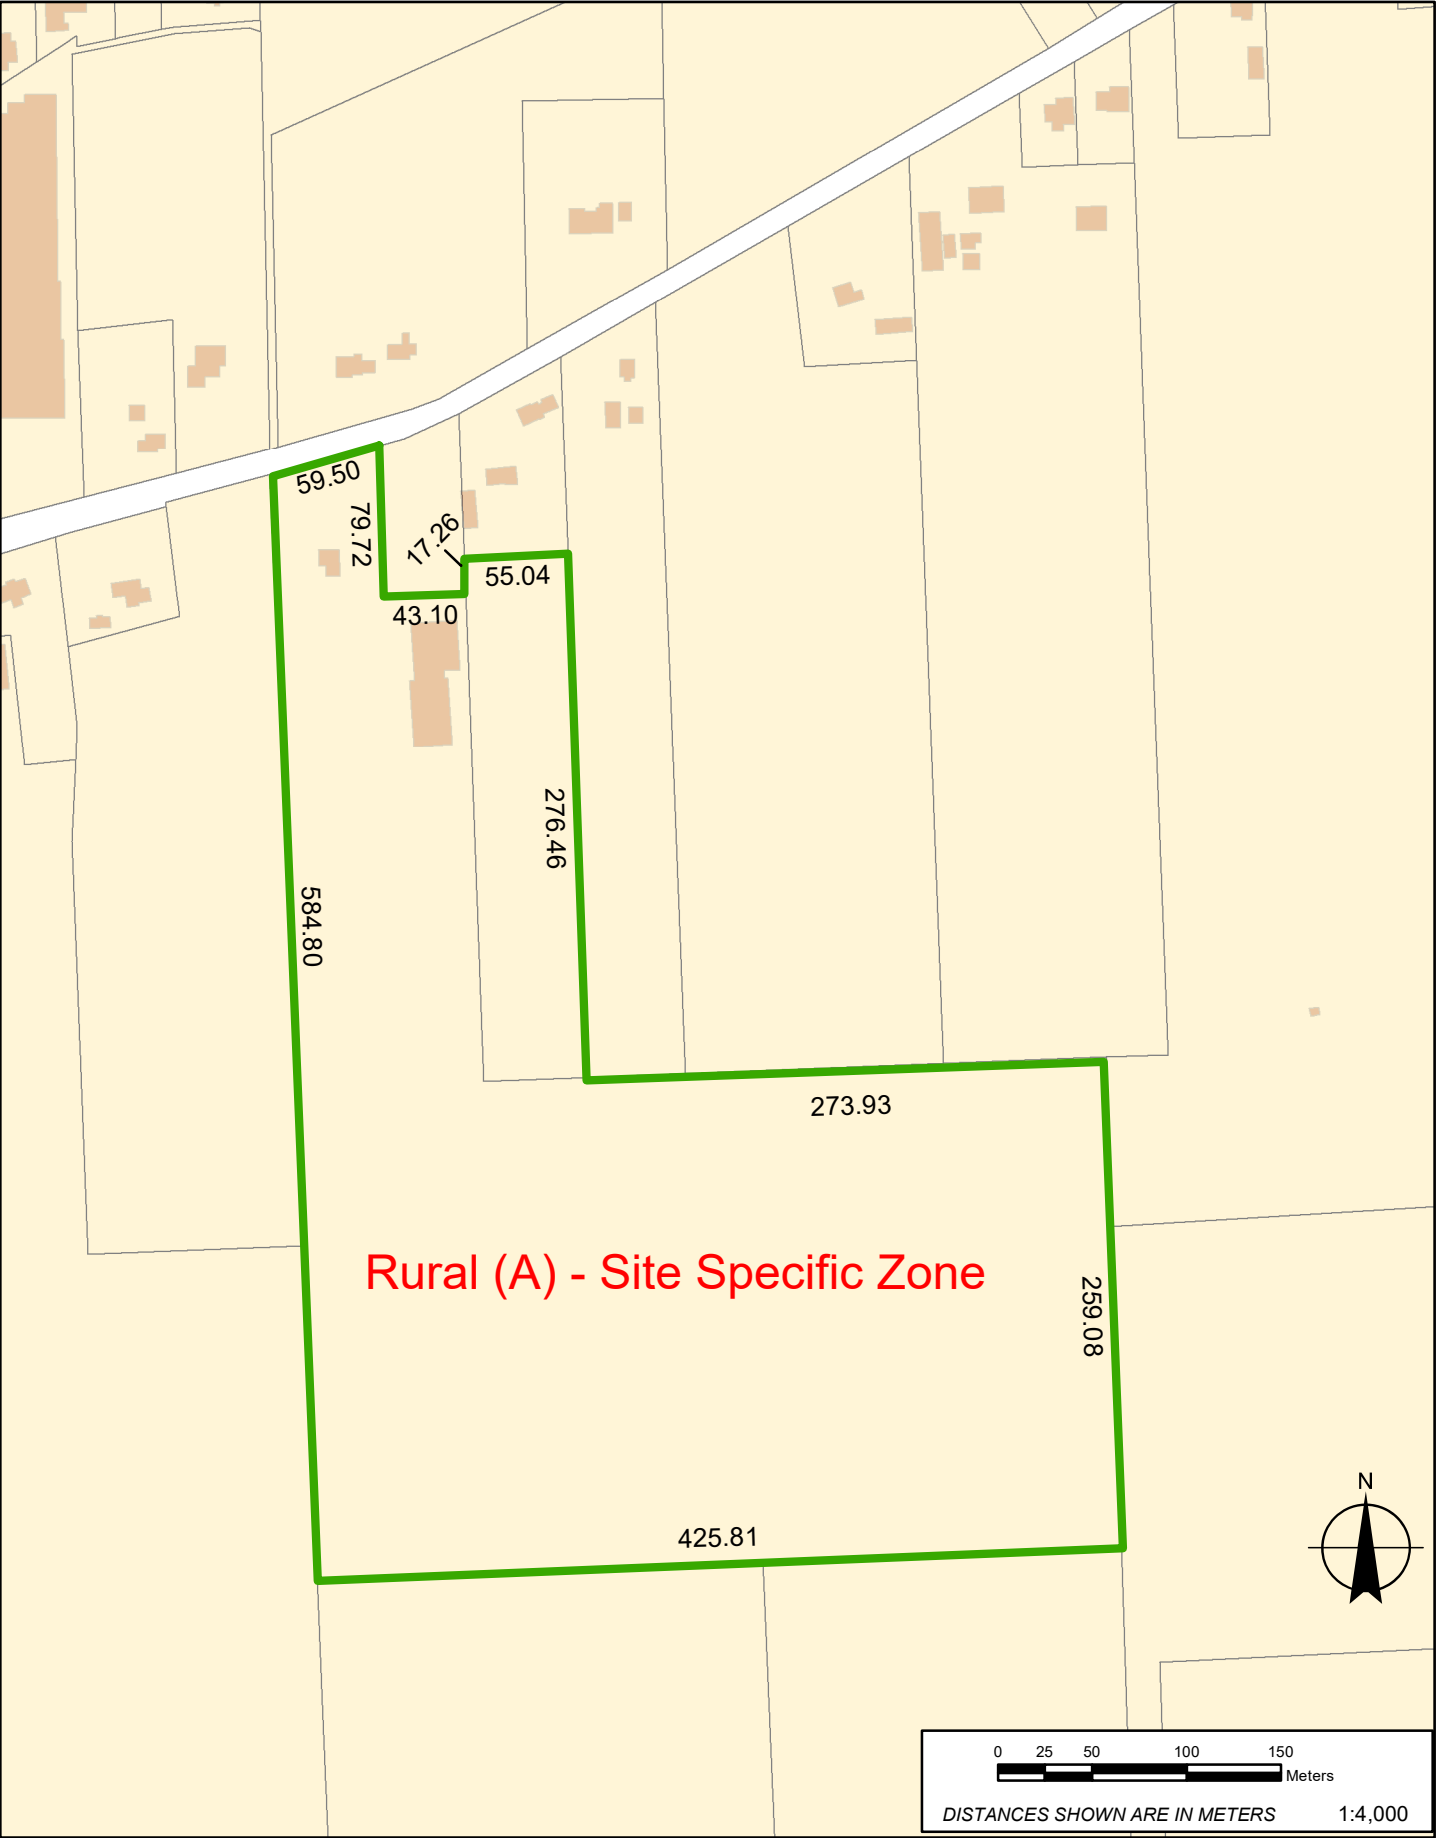 59.50
79.72
17.26
55.04
43.10
276.46
584.80
273.93
Rural (A) - Site Specific Zone
259.08
425.81
N
0 25 50 100 150
Meters
DISTANCES SHOWN ARE IN METERS 1:4,000